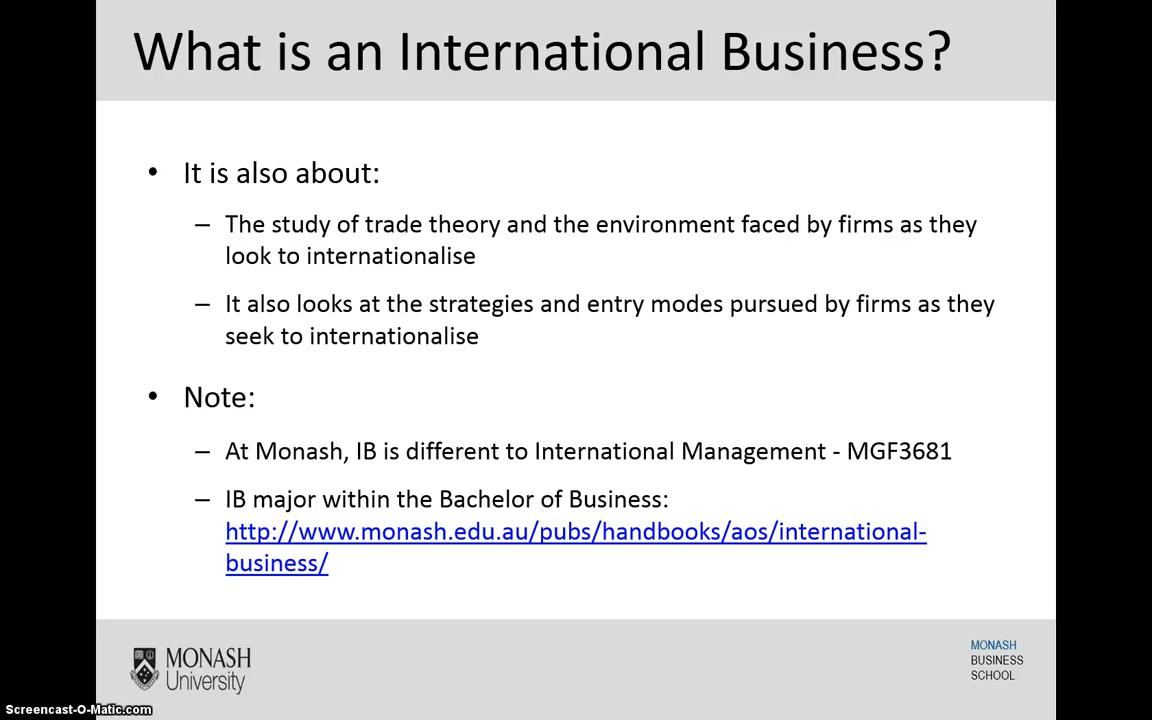 What is an International Business?
• It is also about:
– The study of trade theory and the environment faced by firms as they
look to internationalise
– It also looks at the strategies and entry modes pursued by firms as they
seek to internationalise
• Note:
– At Monash, IB is different to International Management - MGF3681
– IB major within the Bachelor of Business:
http://www.monash.edu.au/pubs/handbooks/aos/international-
business/
MONASH
University
MONASH
BUSINESS
SCHOOL
Screencast-O-Matic.com